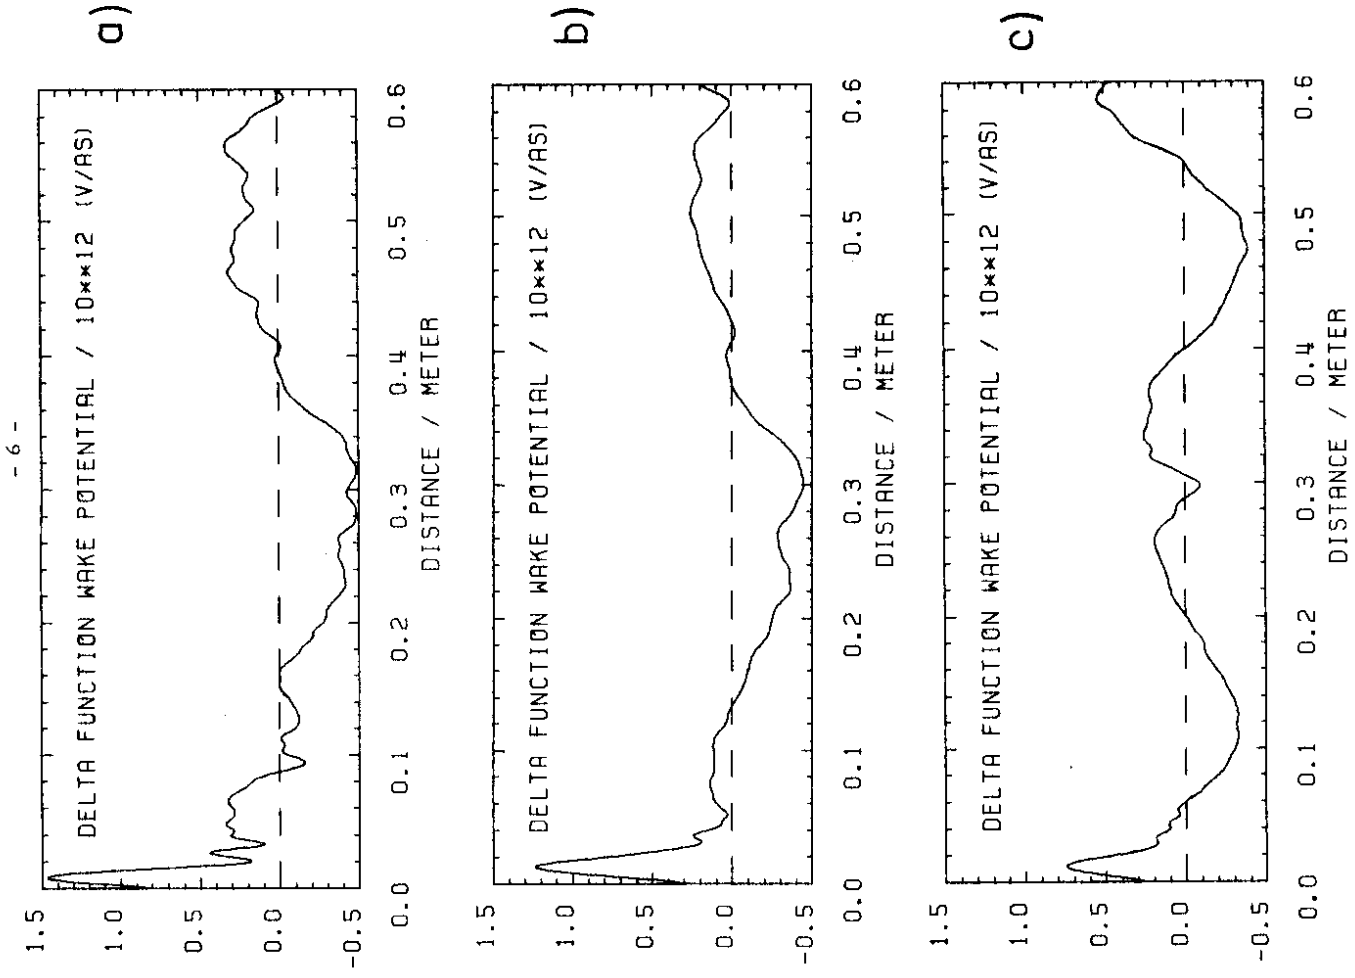 - 6 -
a)
DELTA FUNCTION WAKE POTENTIAL / 10**12 (V/AS)
1.5
1.0
0.5
0.0
-0.5
0.0 0.1 0.2 0.3 0.4 0.5 0.6
DISTANCE / METER
b)
DELTA FUNCTION WAKE POTENTIAL / 10**12 (V/AS)
1.5
1.0
0.5
0.0
-0.5
0.0 0.1 0.2 0.3 0.4 0.5 0.6
DISTANCE / METER
c)
DELTA FUNCTION WAKE POTENTIAL / 10**12 (V/AS)
1.5
1.0
0.5
0.0
-0.5
0.0 0.1 0.2 0.3 0.4 0.5 0.6
DISTANCE / METER